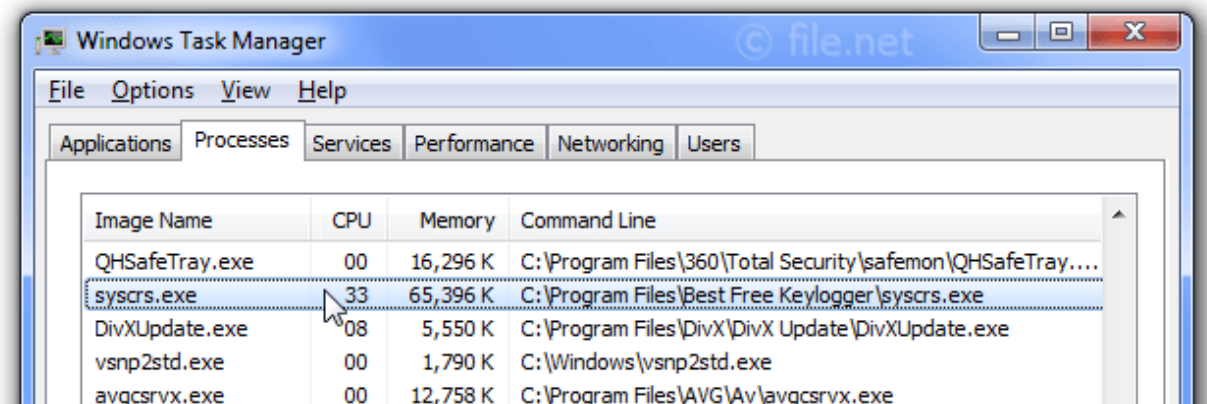 Windows Task Manager
© file.net
File Options View Help
Applications Processes Services Performance Networking Users
Image Name CPU Memory Command Line
QHSafeTray.exe 00 16,296 K C:\Program Files\360\Total Security\safemon\QHSafeTray....
syscrs.exe 33 65,396 K C:\Program Files\Best Free Keylogger\syscrs.exe
DivXUpdate.exe 08 5,550 K C:\Program Files\DivX\DivX Update\DivXUpdate.exe
vsnp2std.exe 00 1,790 K C:\Windows\vsnp2std.exe
avgcsrvx.exe 00 12,758 K C:\Program Files\AVG\Av\avgcsrvx.exe